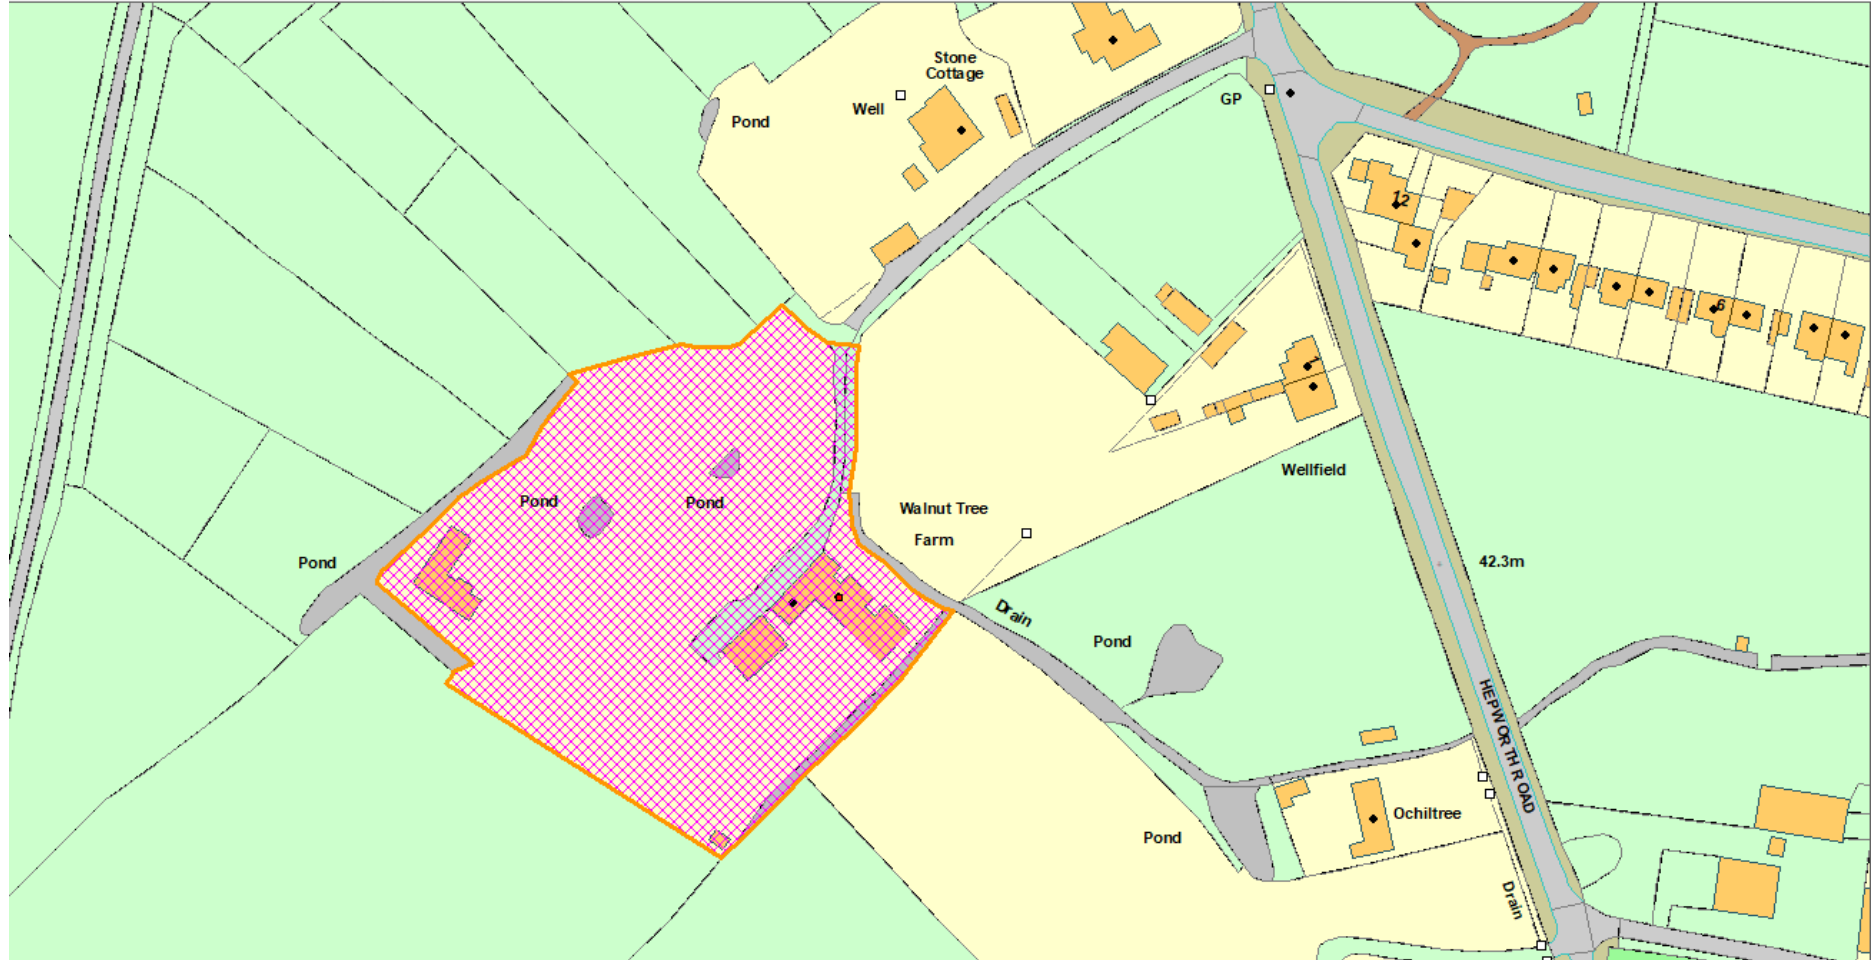 Stone
Cottage
Well
Pond
GP
12
6
1
Wellfield
Pond
Pond
Walnut Tree
Farm
Pond
42.3m
Drain
Pond
HEPWORTH ROAD
Ochiltree
Pond
Drain